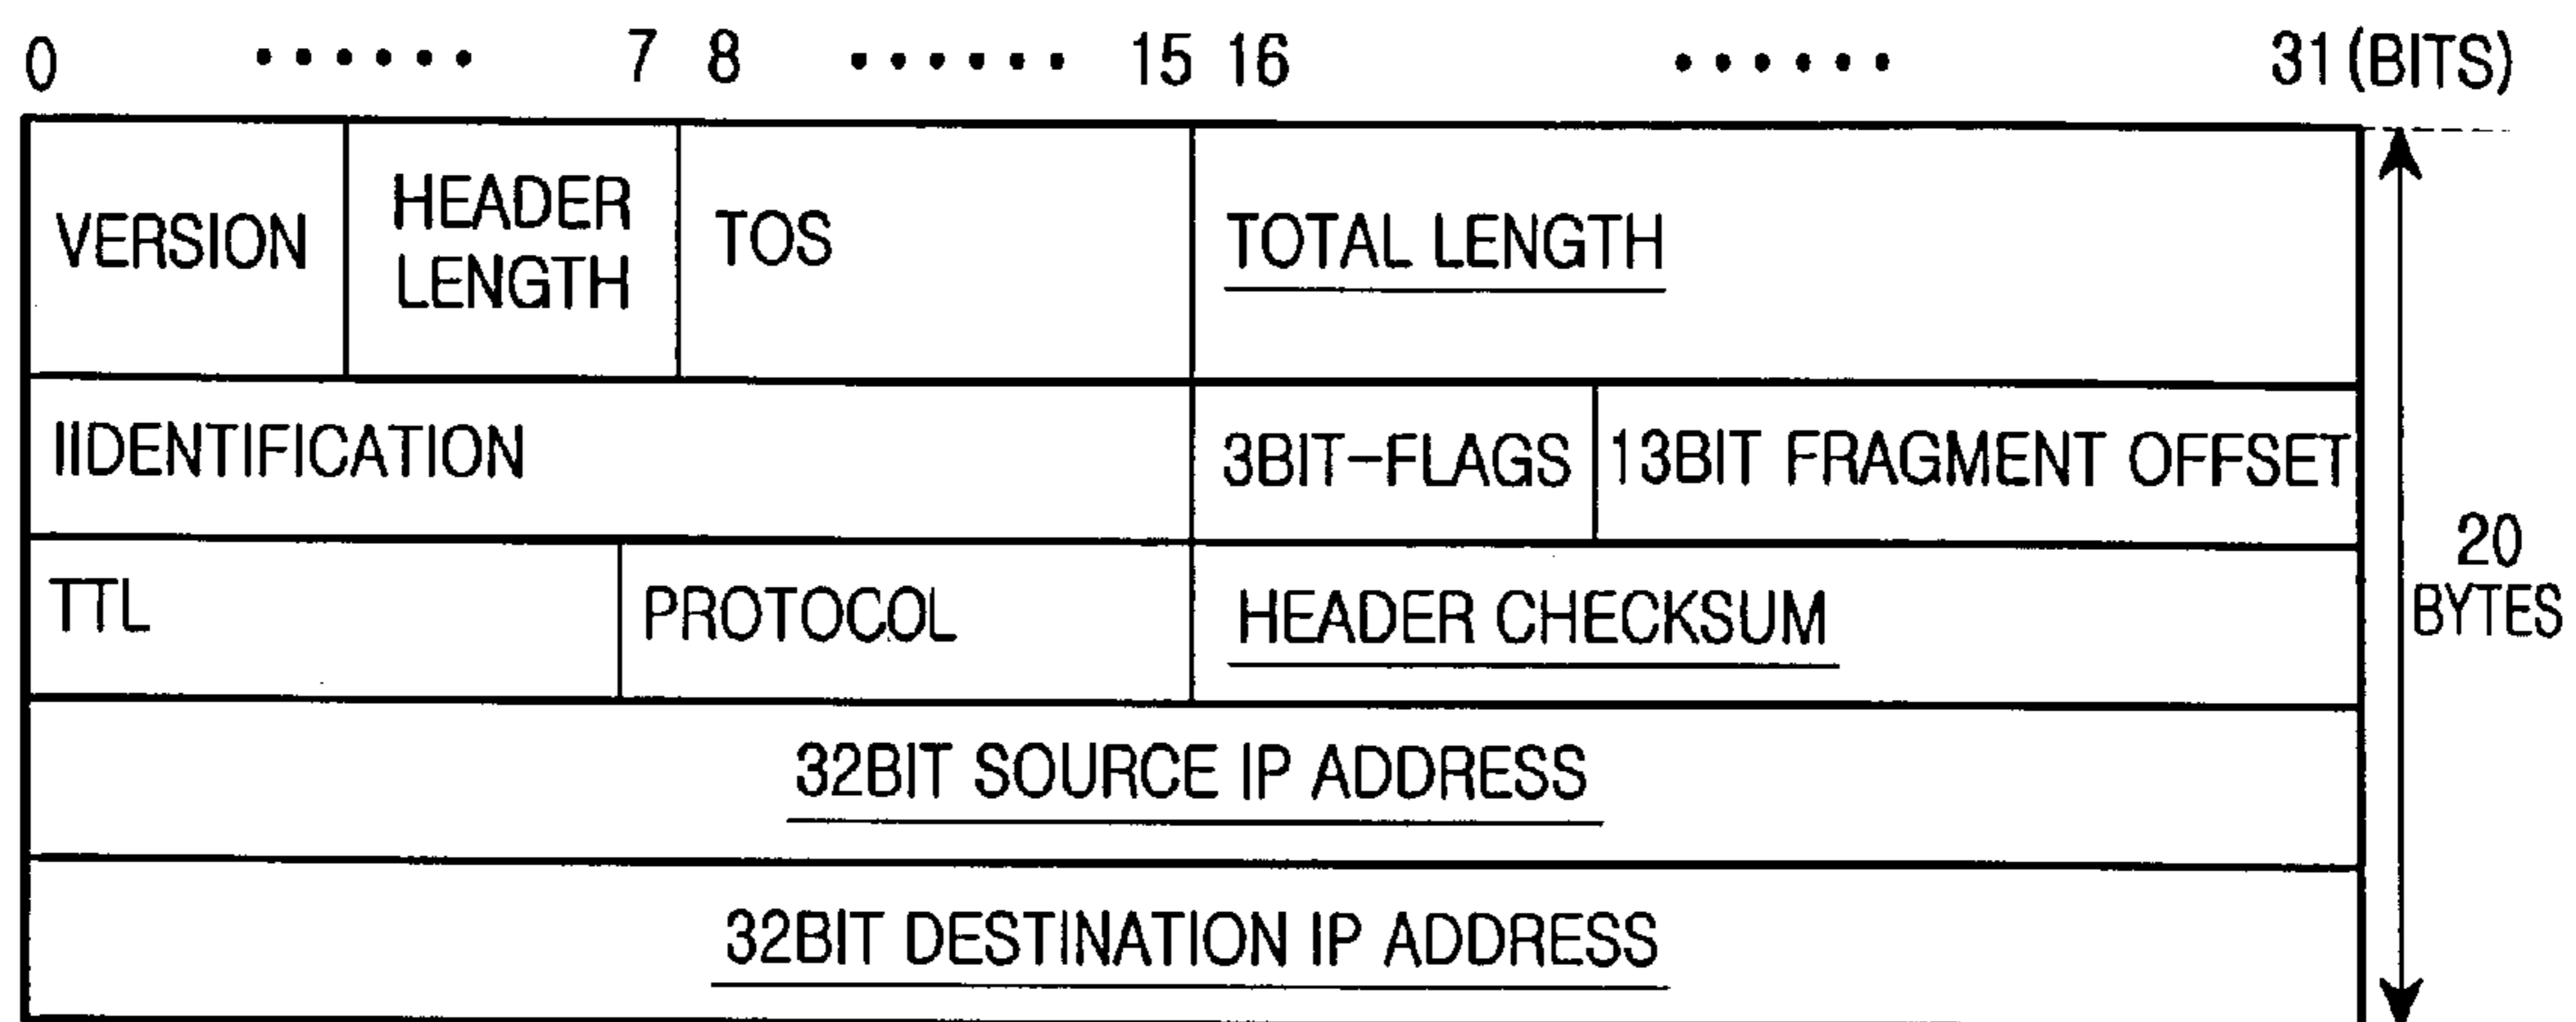 0 ...... 7 8 ...... 15 16 ...... 31 (BITS)
VERSION
HEADER
LENGTH
TOS
TOTAL LENGTH
IIDENTIFICATION
3BIT-FLAGS
13BIT FRAGMENT OFFSET
20
BYTES
TTL
PROTOCOL
HEADER CHECKSUM
32BIT SOURCE IP ADDRESS
32BIT DESTINATION IP ADDRESS